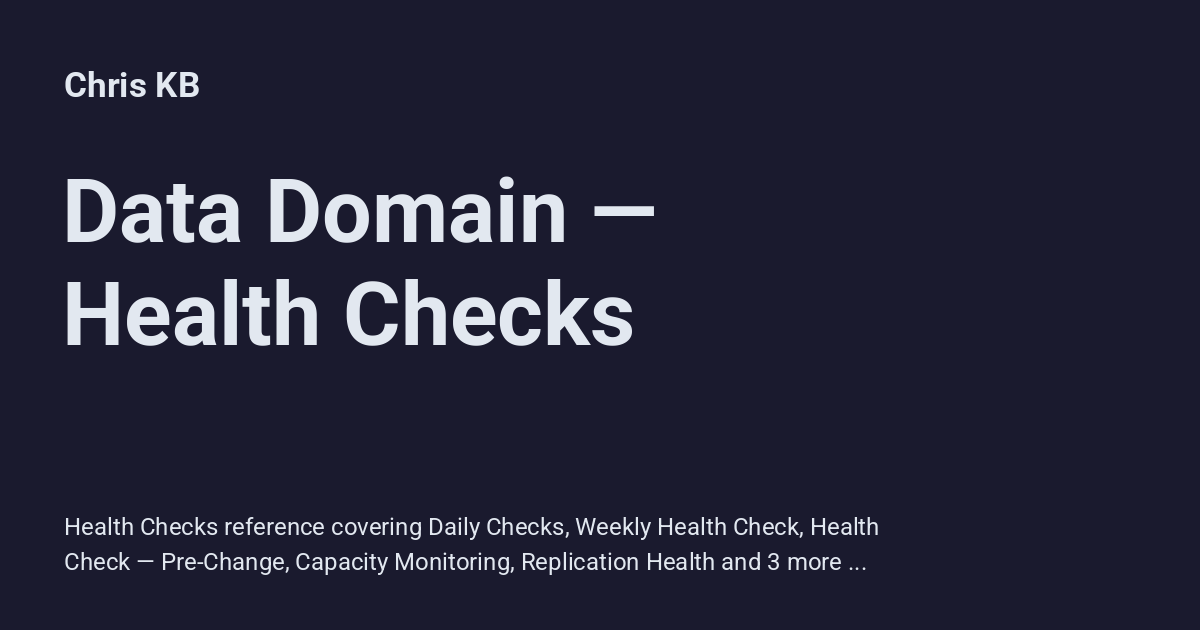 Chris KB
Data Domain —
Health Checks
Health Checks reference covering Daily Checks, Weekly Health Check, Health
Check — Pre-Change, Capacity Monitoring, Replication Health and 3 more ...